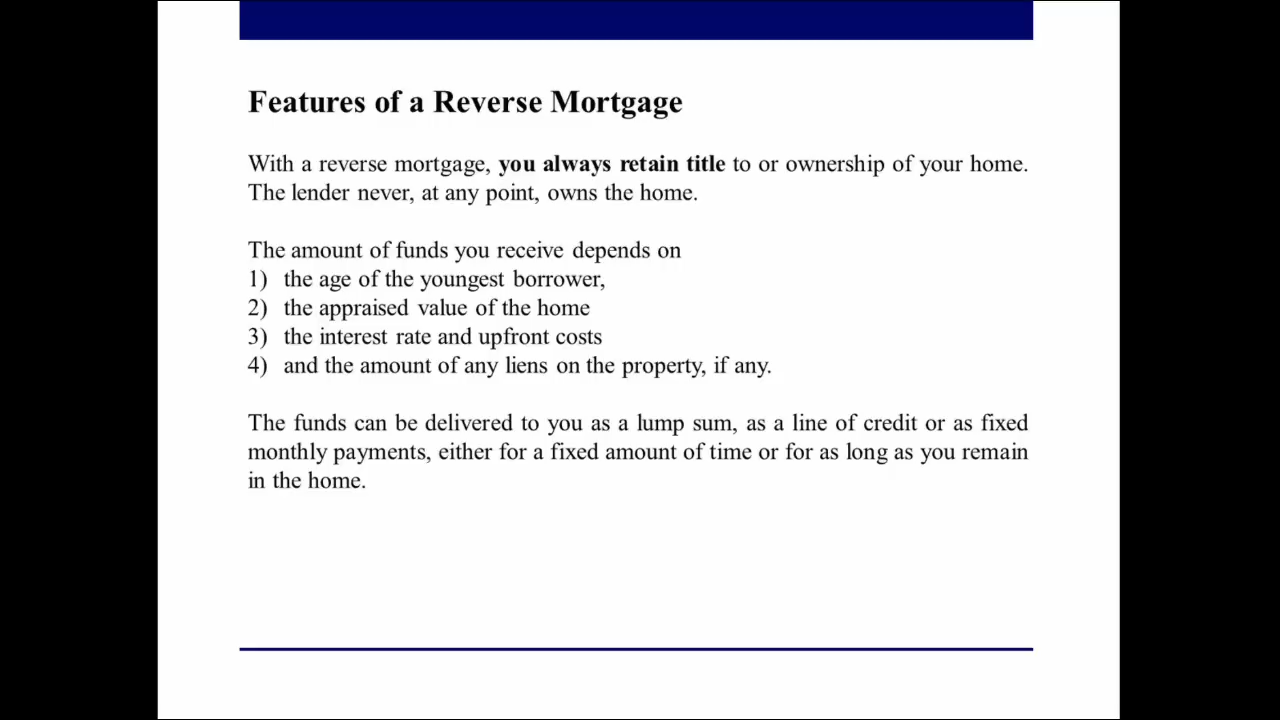 Features of a Reverse Mortgage
With a reverse mortgage, you always retain title to or ownership of your home.
The lender never, at any point, owns the home.
The amount of funds you receive depends on
1) the age of the youngest borrower,
2) the appraised value of the home
3) the interest rate and upfront costs
4) and the amount of any liens on the property, if any.
The funds can be delivered to you as a lump sum, as a line of credit or as fixed
monthly payments, either for a fixed amount of time or for as long as you remain
in the home.